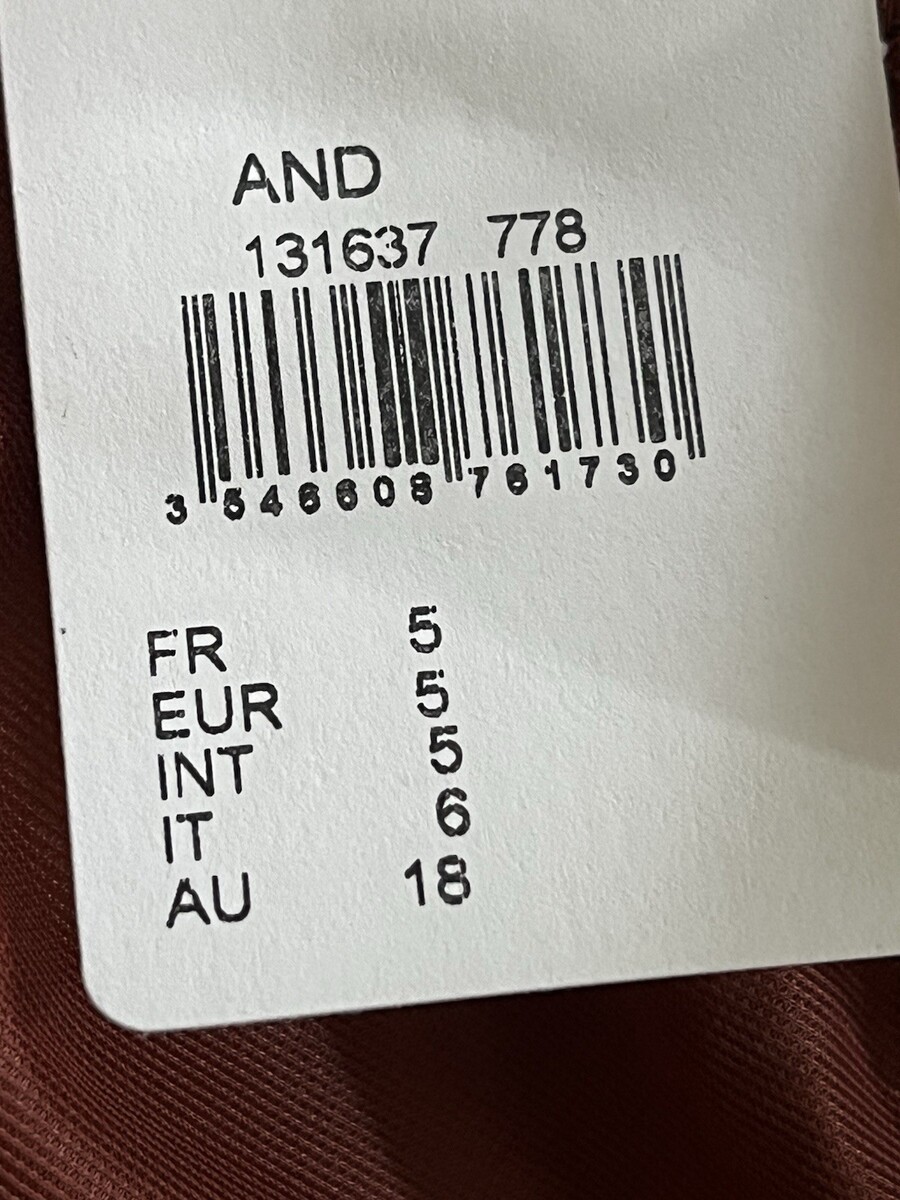 AND
131637 778
3 546608 761730
FR 5
EUR 5
INT 5
IT 6
AU 18